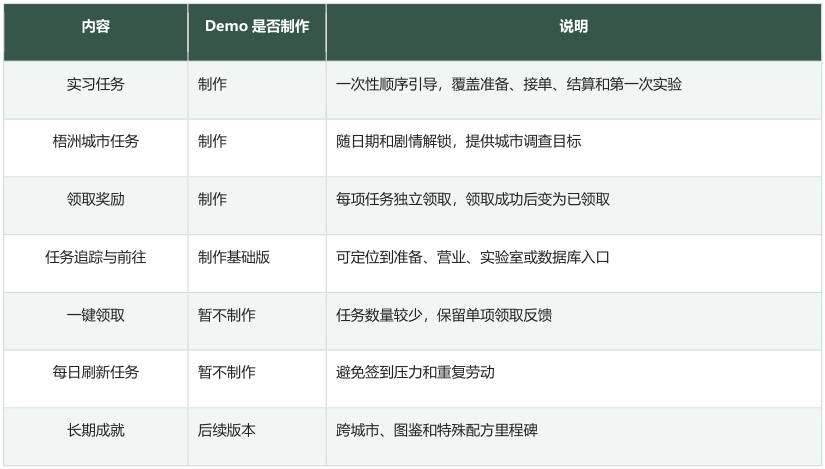 内容 Demo 是否制作 说明
实习任务 制作 一次性顺序引导，覆盖准备、接单、结算和第一次实验
梧洲城市任务 制作 随日期和剧情解锁，提供城市调查目标
领取奖励 制作 每项任务独立领取，领取成功后变为已领取
任务追踪与前往 制作基础版 可定位到准备、营业、实验室或数据库入口
一键领取 暂不制作 任务数量较少，保留单项领取反馈
每日刷新任务 暂不制作 避免签到压力和重复劳动
长期成就 后续版本 跨城市、图鉴和特殊配方里程碑